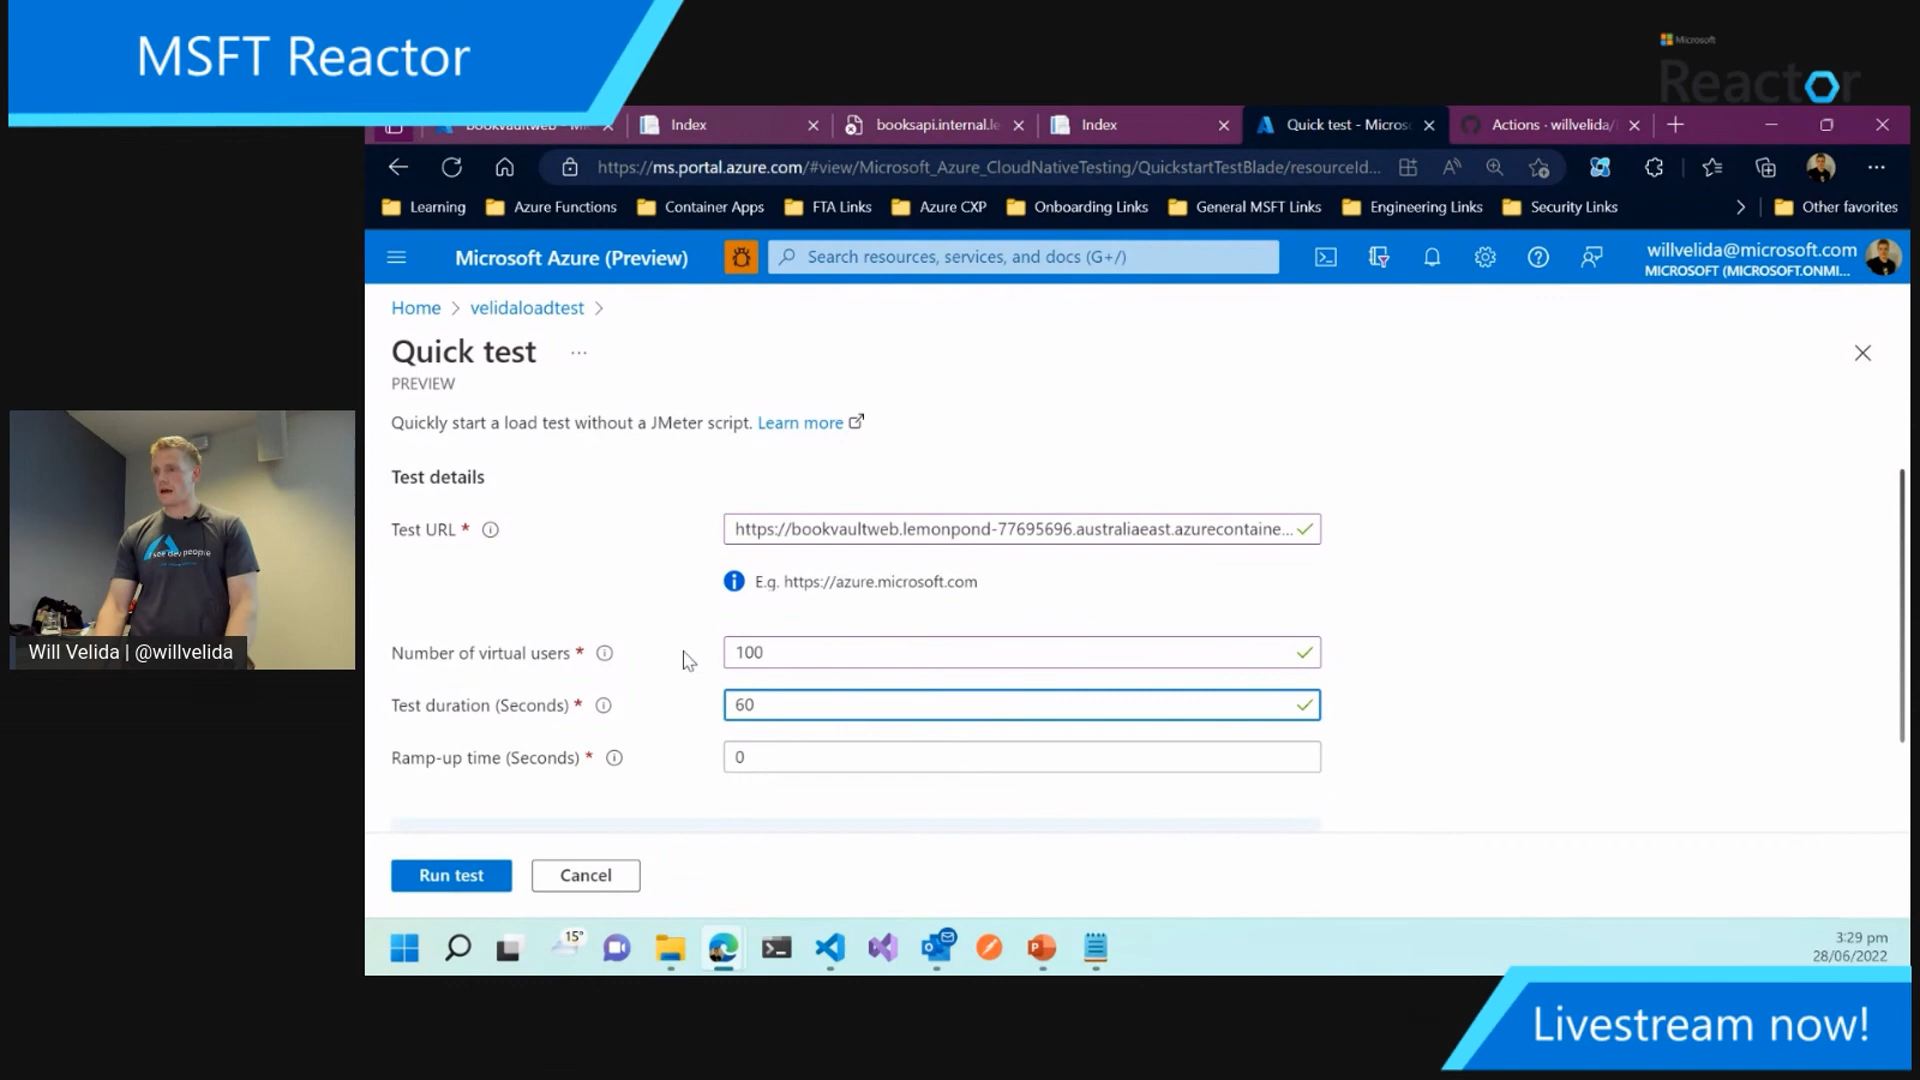 MSFT Reactor
Microsoft
Reactor
bookvaultweb - Mic
Index
booksapi.internal.le
Index
Quick test - Micros
Actions · willvelida/
https://ms.portal.azure.com/#view/Microsoft_Azure_CloudNativeTesting/QuickstartTestBlade/resourceId...
Learning
Azure Functions
Container Apps
FTA Links
Azure CXP
Onboarding Links
General MSFT Links
Engineering Links
Security Links
Other favorites
Microsoft Azure (Preview)
Search resources, services, and docs (G+/)
willvelida@microsoft.com
MICROSOFT (MICROSOFT.ONMI...
Home > velidaloadtest >
Quick test ...
PREVIEW
Quickly start a load test without a JMeter script. Learn more
Test details
Test URL *
https://bookvaultweb.lemonpond-77695696.australiaeast.azurecontaine...
E.g. https://azure.microsoft.com
Number of virtual users *
100
Test duration (Seconds) *
60
Ramp-up time (Seconds) *
0
Run test
Cancel
I see dev people
Will Velida | @willvelida
15°
3:29 pm
28/06/2022
Livestream now!